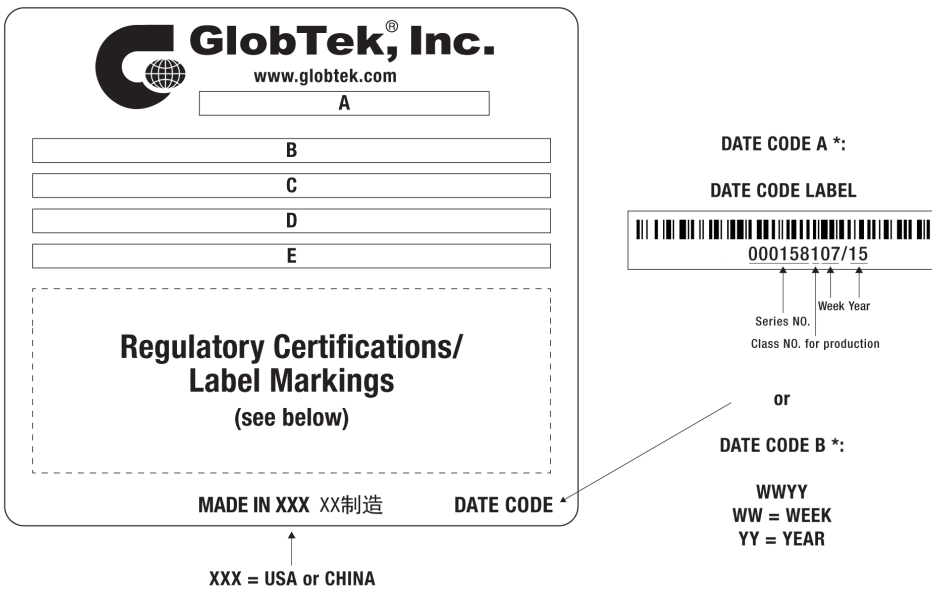 GlobTek,® Inc.
www.globtek.com
A
B
C
D
E
Regulatory Certifications/
Label Markings
(see below)
MADE IN XXX XX制造 DATE CODE
XXX = USA or CHINA
DATE CODE A *:
DATE CODE LABEL
000158107/15
Week Year
Series NO.
Class NO. for production
or
DATE CODE B *:
WWYY
WW = WEEK
YY = YEAR